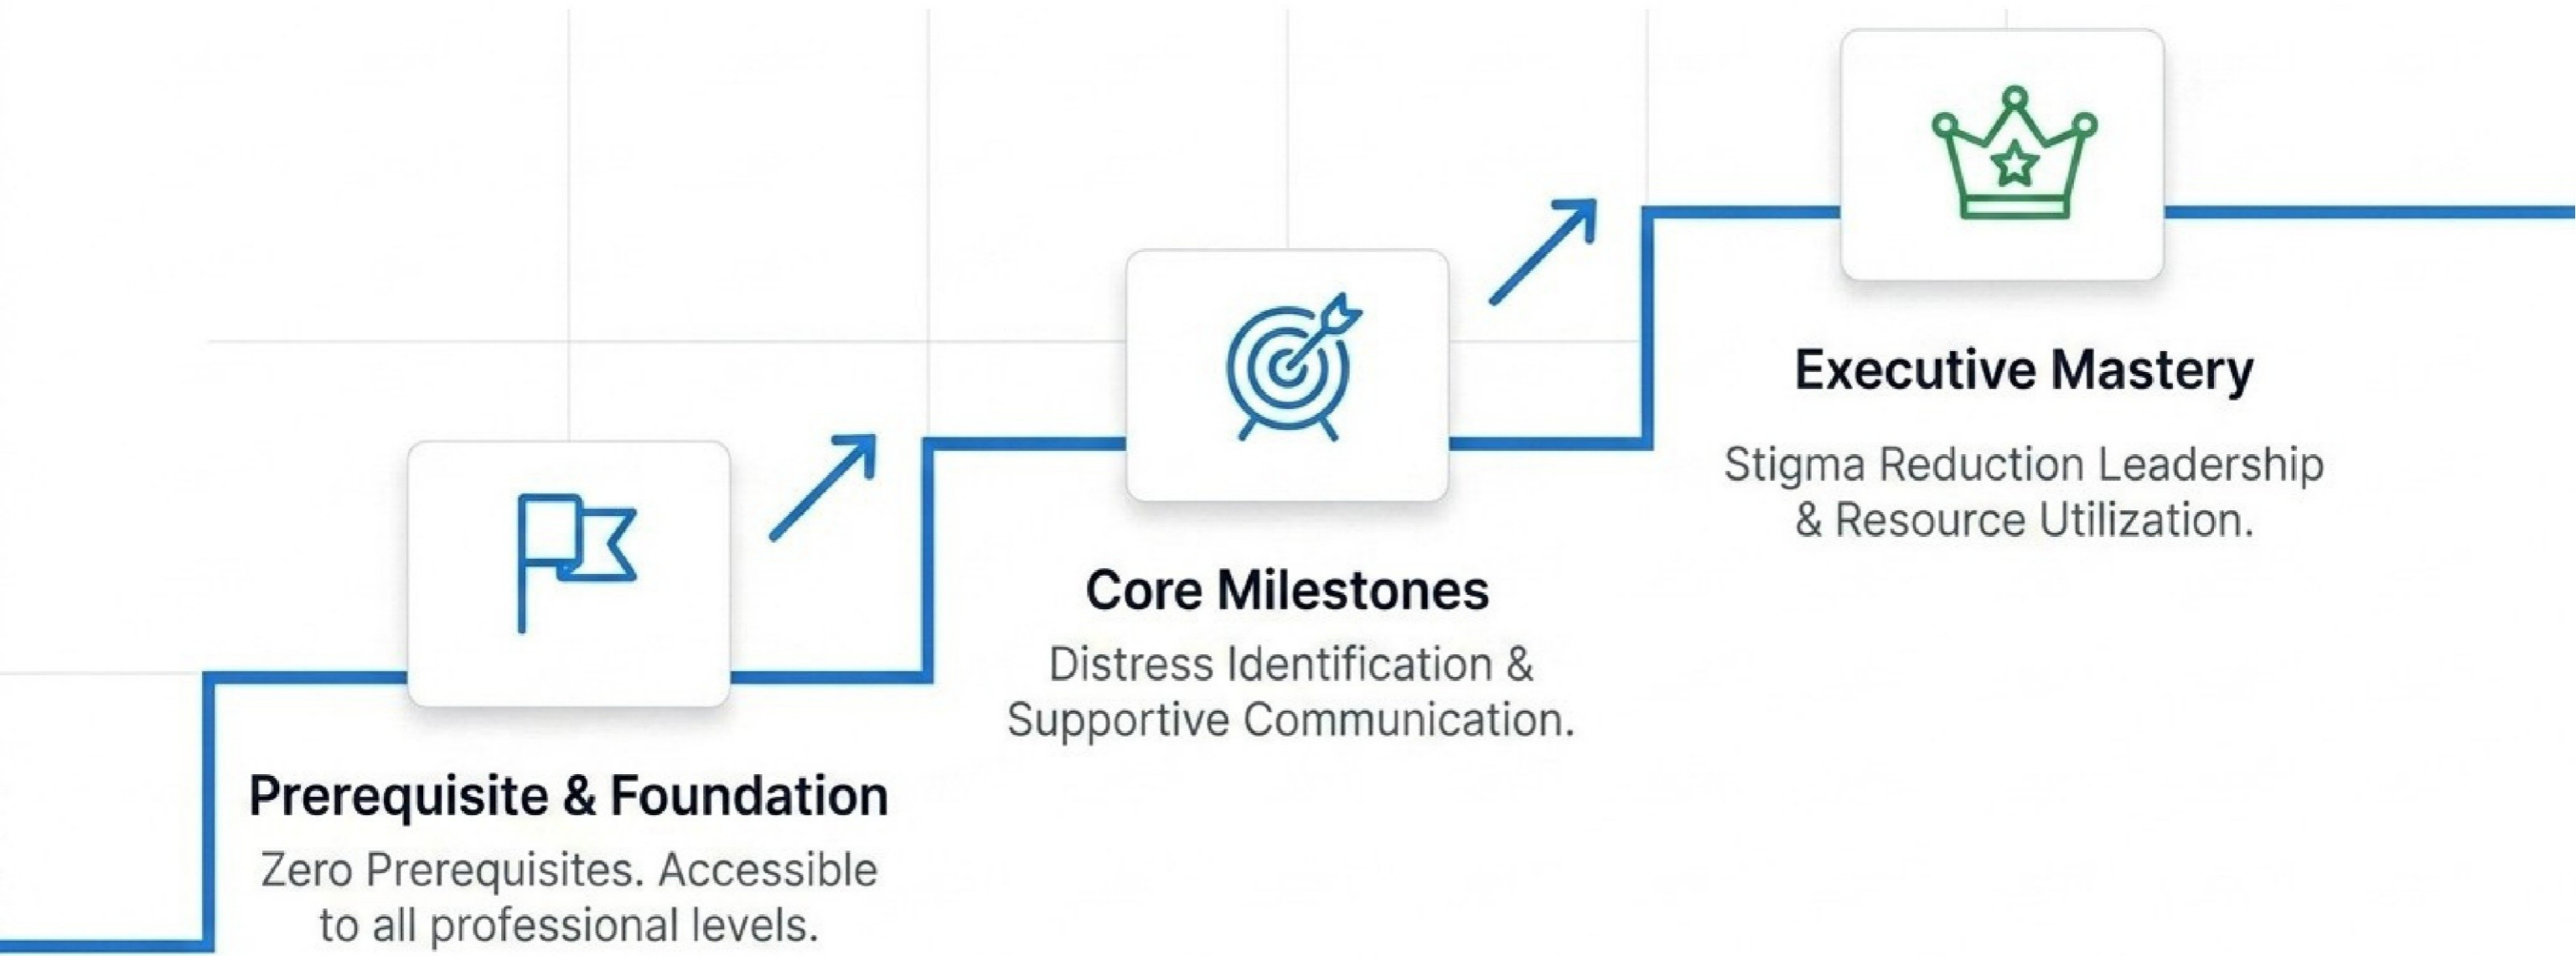 Prerequisite & Foundation
Zero Prerequisites. Accessible
to all professional levels.
Core Milestones
Distress Identification &
Supportive Communication.
Executive Mastery
Stigma Reduction Leadership
& Resource Utilization.